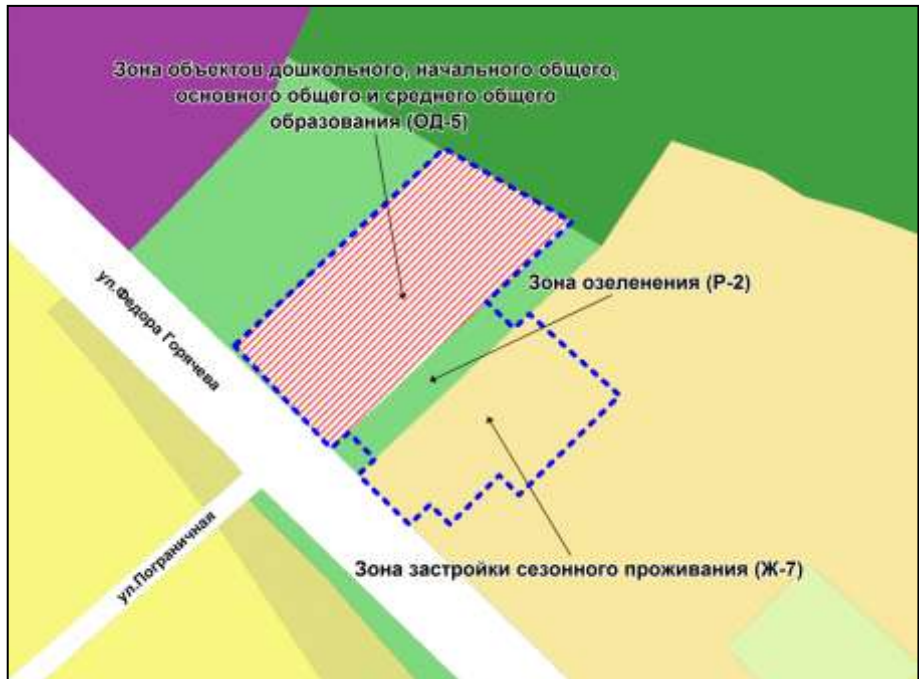 Зона объектов дошкольного, начального общего,
основного общего и среднего общего
образования (ОД-5)
Зона озеленения (Р-2)
ул.Федора Горячева
ул.Пограничная
Зона застройки сезонного проживания (Ж-7)